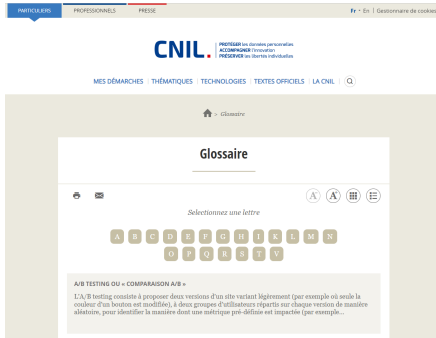 PARTICULIERS PROFESSIONNELS PRESSE Fr - En | Gestionnaire de cookies
CNIL.
PROTÉGER les données personnelles
ACCOMPAGNER l'innovation
PRÉSERVER les libertés individuelles
MES DÉMARCHES | THÉMATIQUES | TECHNOLOGIES | TEXTES OFFICIELS | LA CNIL |
> Glossaire
Glossaire
A A
Selectionnez une lettre
A B C D E F G H I K L M N
O P Q R S T V
A/B TESTING OU « COMPARAISON A/B »
L'A/B testing consiste à proposer deux versions d'un site variant légèrement (par exemple où seule la
couleur d'un bouton est modifiée), à deux groupes d'utilisateurs répartis sur chaque version de manière
aléatoire, pour identifier la manière dont une métrique pré-définie est impactée (par exemple...